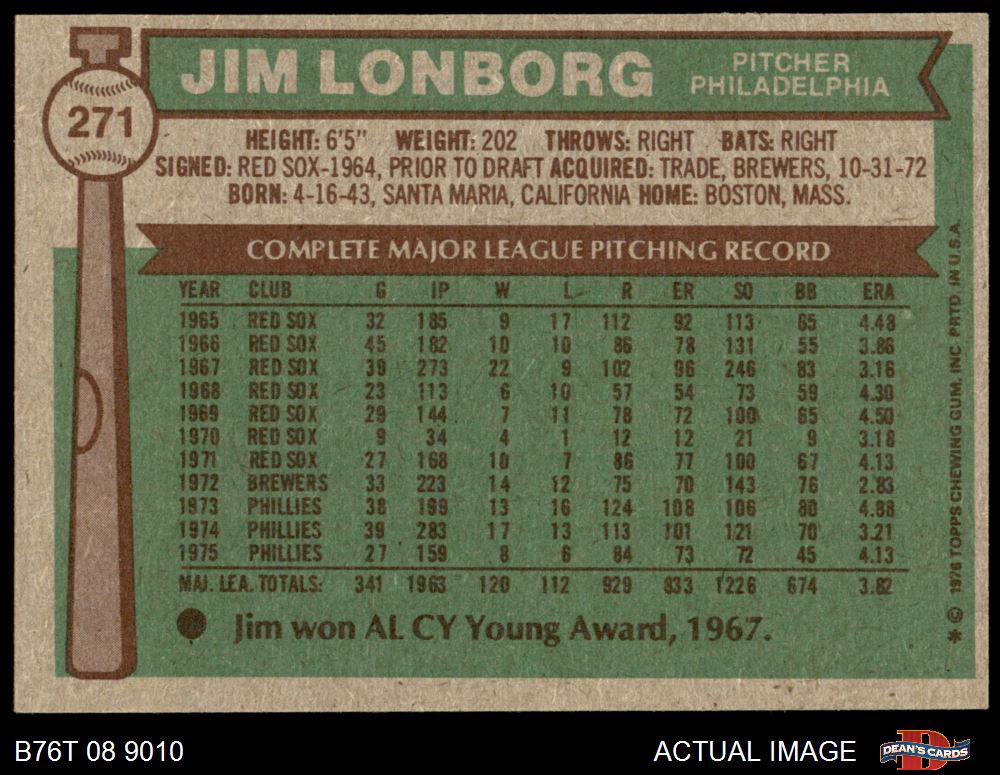 271
JIM LONBORG
PITCHER
PHILADELPHIA
HEIGHT: 6'5" WEIGHT: 202 THROWS: RIGHT BATS: RIGHT
SIGNED: RED SOX-1964, PRIOR TO DRAFT ACQUIRED: TRADE, BREWERS, 10-31-72
BORN: 4-16-43, SANTA MARIA, CALIFORNIA HOME: BOSTON, MASS.
COMPLETE MAJOR LEAGUE PITCHING RECORD
YEAR CLUB G IP W L R ER SO BB ERA
1965 RED SOX 32 185 9 17 112 92 113 65 4.48
1966 RED SOX 45 182 10 10 86 78 131 55 3.86
1967 RED SOX 39 273 22 9 102 96 246 83 3.16
1968 RED SOX 23 113 6 10 57 54 73 59 4.30
1969 RED SOX 29 144 7 11 78 72 100 65 4.50
1970 RED SOX 9 34 4 1 12 12 21 9 3.18
1971 RED SOX 27 168 10 7 86 77 100 67 4.13
1972 BREWERS 33 223 14 12 75 70 143 76 2.83
1973 PHILLIES 38 199 13 16 124 108 106 80 4.88
1974 PHILLIES 39 283 17 13 113 101 121 70 3.21
1975 PHILLIES 27 159 8 6 84 73 72 45 4.13
MAJ. LEA. TOTALS: 341 1963 120 112 929 833 1226 674 3.82
Jim won AL CY Young Award, 1967.
* © 1976 TOPPS CHEWING GUM, INC. PRTD. IN U.S.A.
B76T 08 9010
ACTUAL IMAGE
DEAN'S CARDS